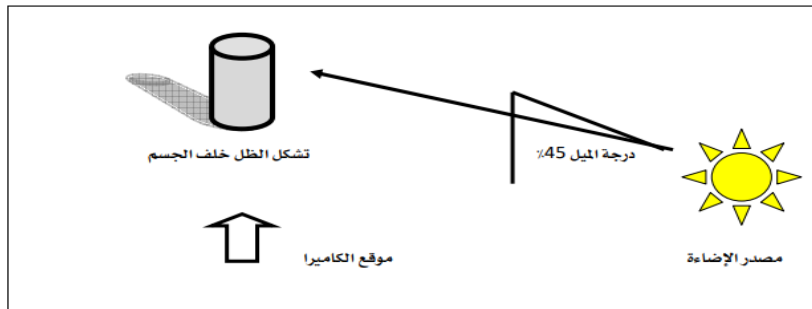 تشكل الظل خلف الجسم
درجة الميل 45٪
موقع الكاميرا
مصدر الإضاءة